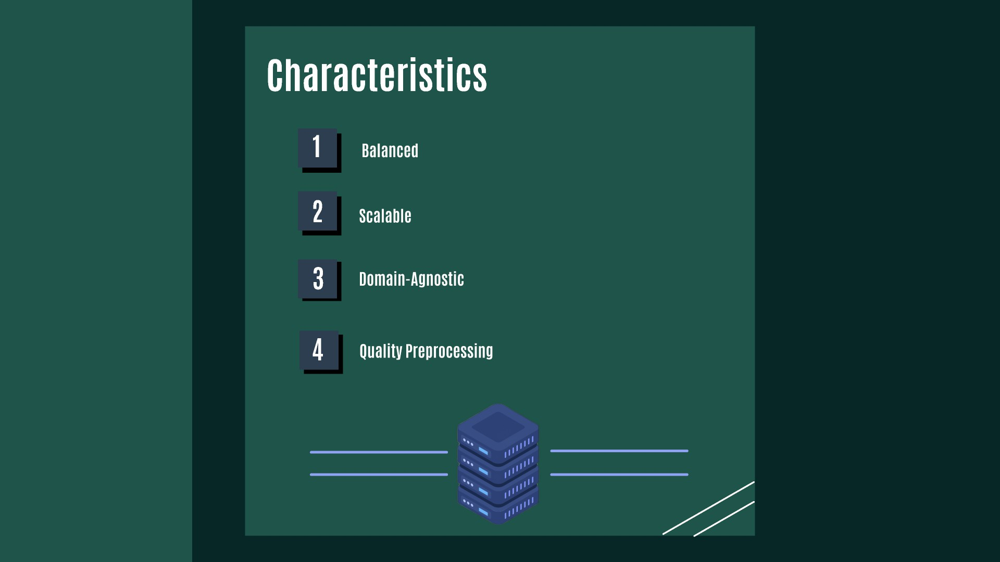 Characteristics
1 Balanced
2 Scalable
3 Domain-Agnostic
4 Quality Preprocessing